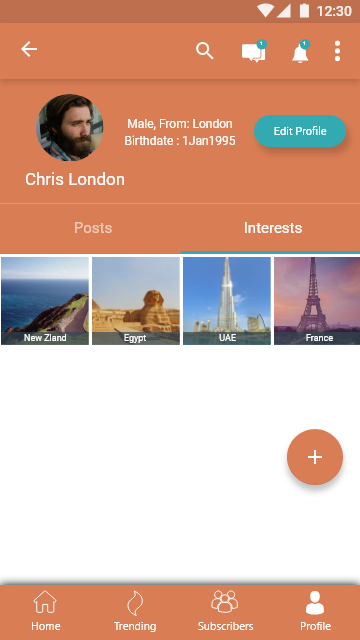 12:30
1
1
Male, From: London
Birthdate : 1Jan1995
Edit Profile
Chris London
Posts
Interests
New Zland
Egypt
UAE
France
Home
Trending
Subscribers
Profile